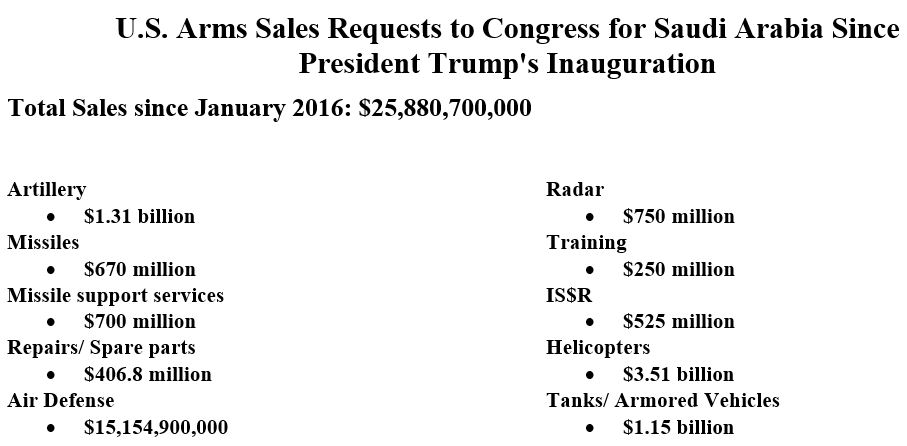 U.S. Arms Sales Requests to Congress for Saudi Arabia Since
President Trump's Inauguration
Total Sales since January 2016: $25,880,700,000
Artillery
• $1.31 billion
Missiles
• $670 million
Missile support services
• $700 million
Repairs/ Spare parts
• $406.8 million
Air Defense
• $15,154,900,000
Radar
• $750 million
Training
• $250 million
IS$R
• $525 million
Helicopters
• $3.51 billion
Tanks/ Armored Vehicles
• $1.15 billion